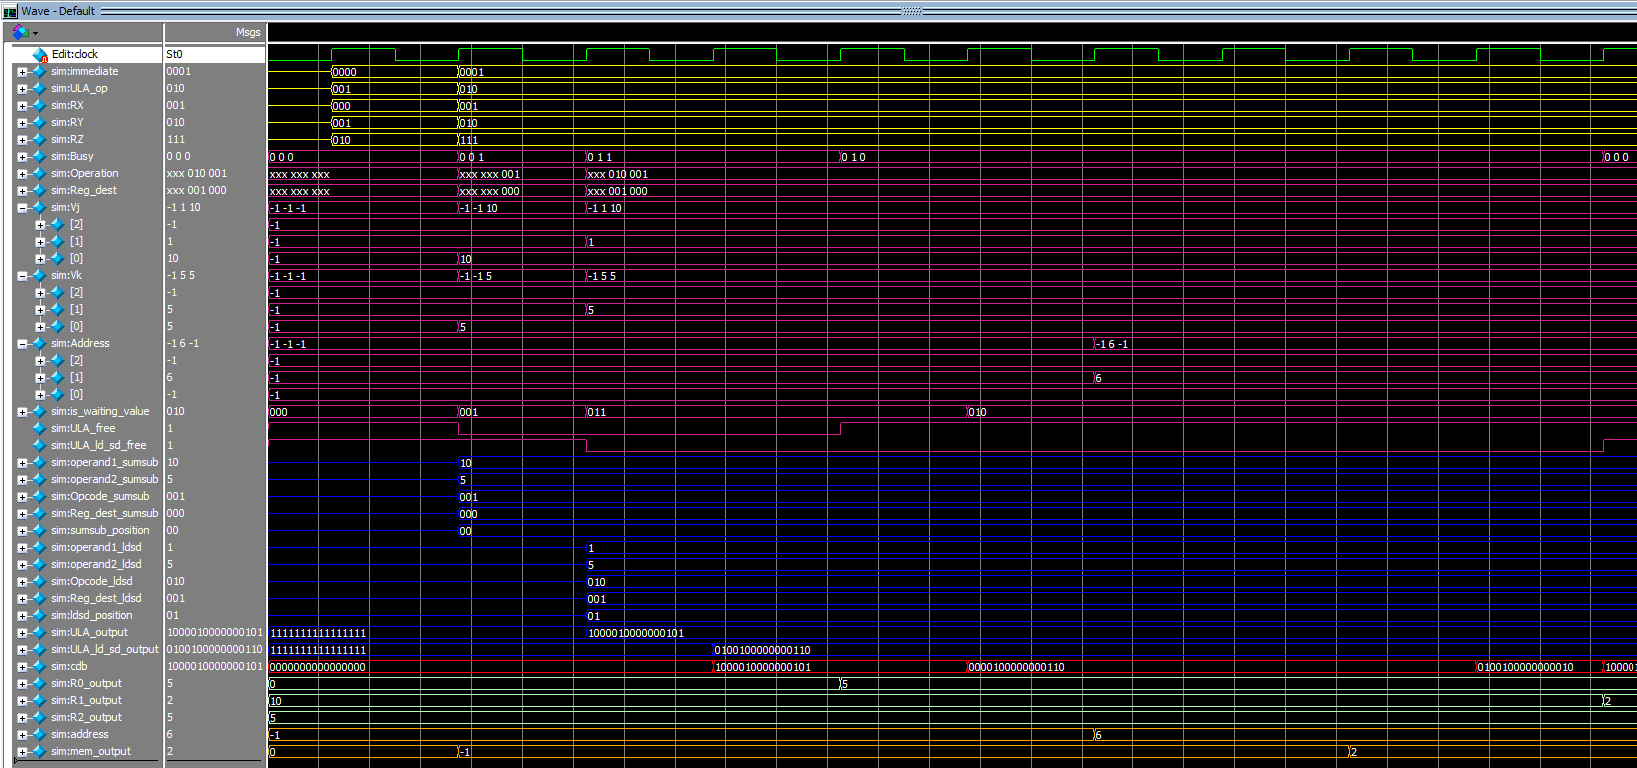 Wave - Default
Msgs
Edit:clock St0
sim:immediate 0001 0000 0001
sim:ULA_op 010 001 010
sim:RX 001 000 001
sim:RY 010 001 010
sim:RZ 111 010 111
sim:Busy 0 0 0 0 0 0 0 0 1 0 1 1 0 1 0 0 0 0
sim:Operation xxx 010 001 xxx xxx xxx xxx xxx 001 xxx 010 001
sim:Reg_dest xxx 001 000 xxx xxx xxx xxx xxx 000 xxx 001 000
sim:Vj -1 1 10 -1 -1 -1 -1 -1 10 -1 1 10
[2] -1 -1
[1] 1 -1 1
[0] 10 -1 10
sim:Vk -1 5 5 -1 -1 -1 -1 -1 5 -1 5 5
[2] -1 -1
[1] 5 -1 5
[0] 5 -1 5
sim:Address -1 6 -1 -1 -1 -1 -1 6 -1
[2] -1 -1
[1] 6 -1 6
[0] -1 -1
sim:is_waiting_value 010 000 001 011 010
sim:ULA_free 1
sim:ULA_ld_sd_free 1
sim:operand1_sumsub 10 10
sim:operand2_sumsub 5 5
sim:Opcode_sumsub 001 001
sim:Reg_dest_sumsub 000 000
sim:sumsub_position 00 00
sim:operand1_ldsd 1 1
sim:operand2_ldsd 5 5
sim:Opcode_ldsd 010 010
sim:Reg_dest_ldsd 001 001
sim:ldsd_position 01 01
sim:ULA_output 1000010000000101 1111111111111111 1000010000000101
sim:ULA_ld_sd_output 0100100000000110 1111111111111111 0100100000000110
sim:cdb 1000010000000101 0000000000000000 1000010000000101 0000100000000110 0100100000000010 100001
sim:R0_output 5 0 5
sim:R1_output 2 10 2
sim:R2_output 5 5
sim:address 6 -1 6
sim:mem_output 2 0 -1 2